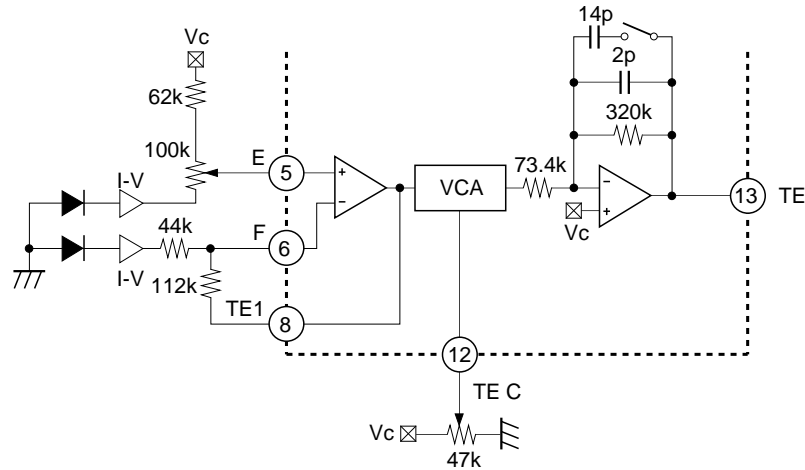 14p
Vc
2p
62k
320k
100k
E
5
+
−
VCA
73.4k
−
+
Vc
13
TE
I-V
44k
F
6
I-V
112k
TE1
8
12
TE C
Vc
47k